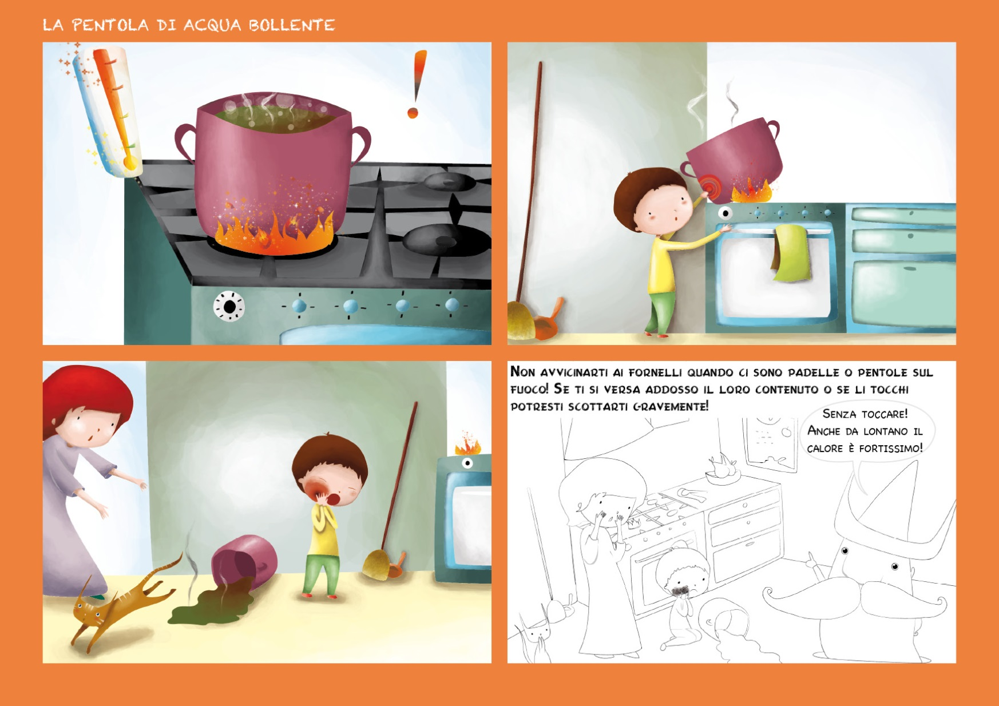 LA PENTOLA DI ACQUA BOLLENTE
NON AVVICINARTI AI FORNELLI QUANDO CI SONO PADELLE O PENTOLE SUL
FUOCO! SE TI SI VERSA ADDOSSO IL LORO CONTENUTO O SE LI TOCCHI
POTRESTI SCOTTARTI GRAVEMENTE!
SENZA TOCCARE!
ANCHE DA LONTANO IL
CALORE È FORTISSIMO!